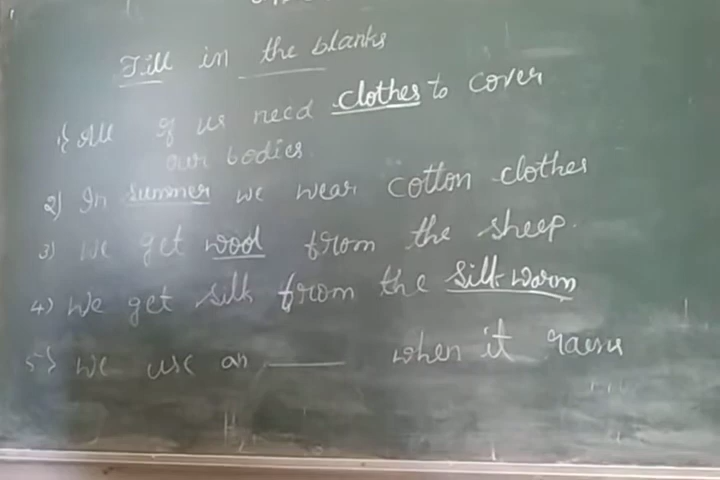 Fill in the blanks
1) All of us need clothes to cover
our bodies.
2) In summer we wear cotton clothes
3) We get wool from the sheep.
4) We get silk from the silk worm
5) We use an ______ when it rains